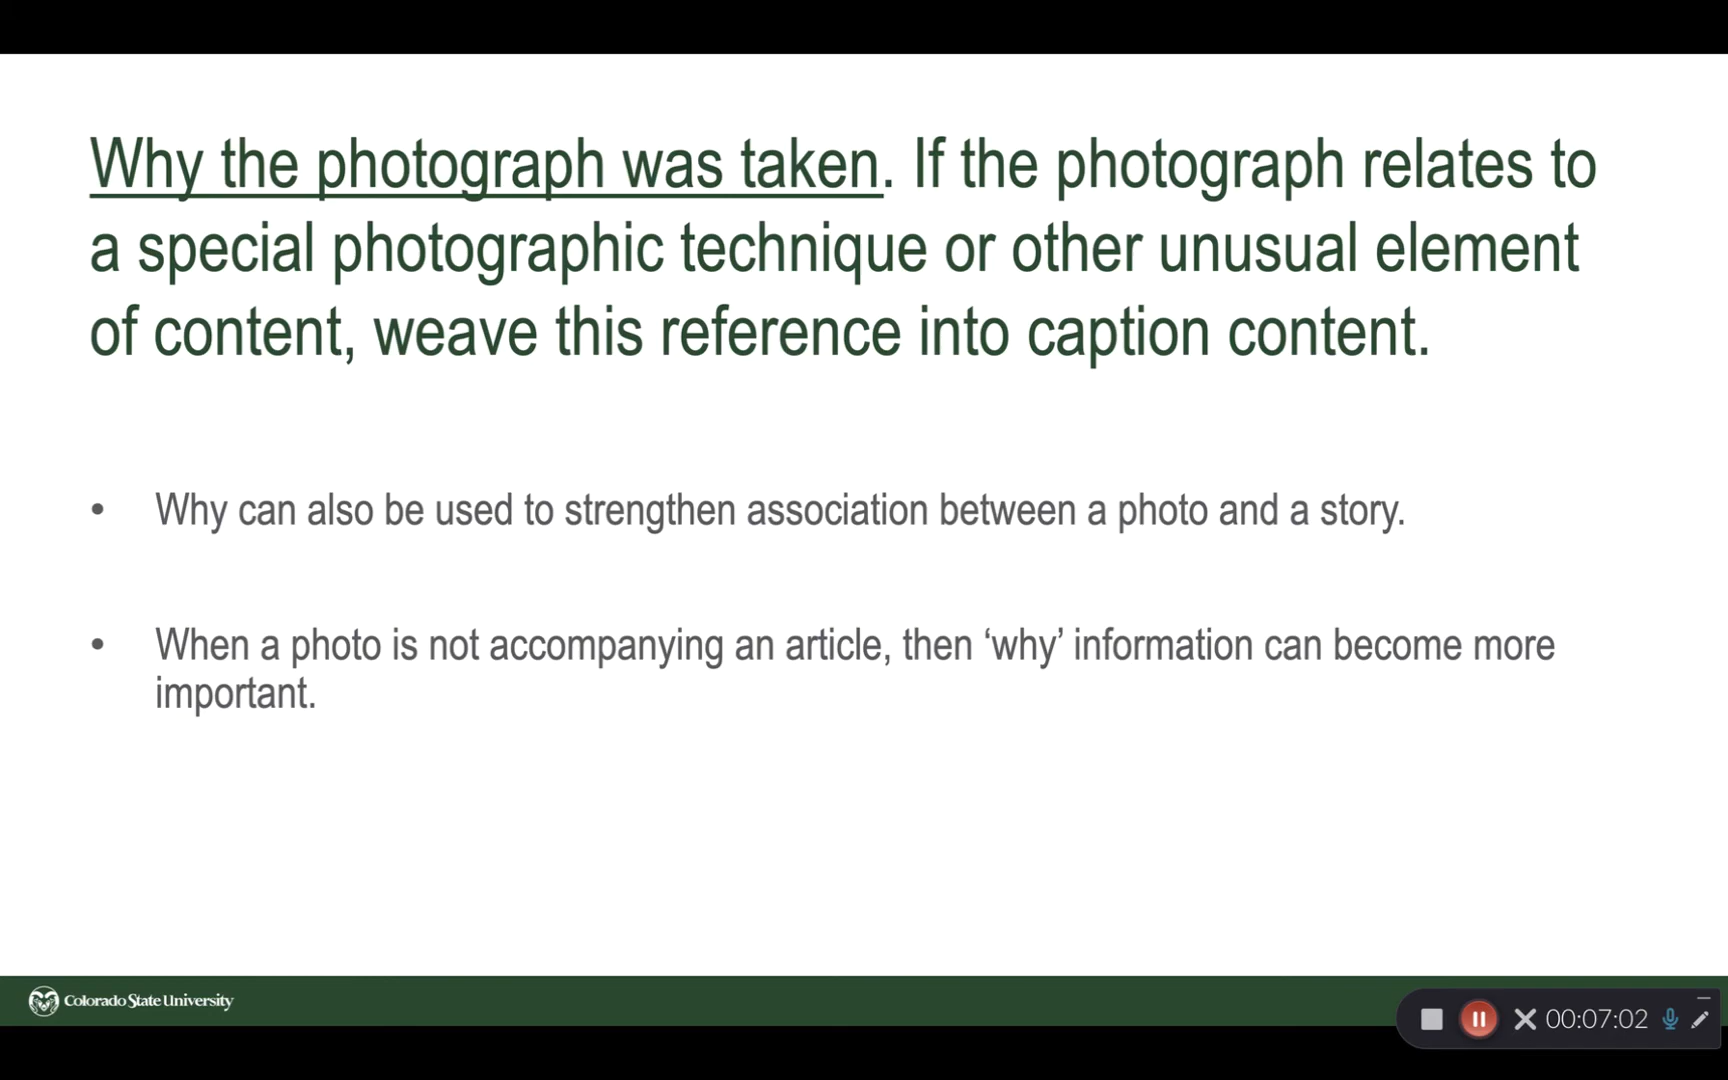 Why the photograph was taken. If the photograph relates to
a special photographic technique or other unusual element
of content, weave this reference into caption content.
• Why can also be used to strengthen association between a photo and a story.
• When a photo is not accompanying an article, then ‘why’ information can become more
important.
Colorado State University
00:07:02